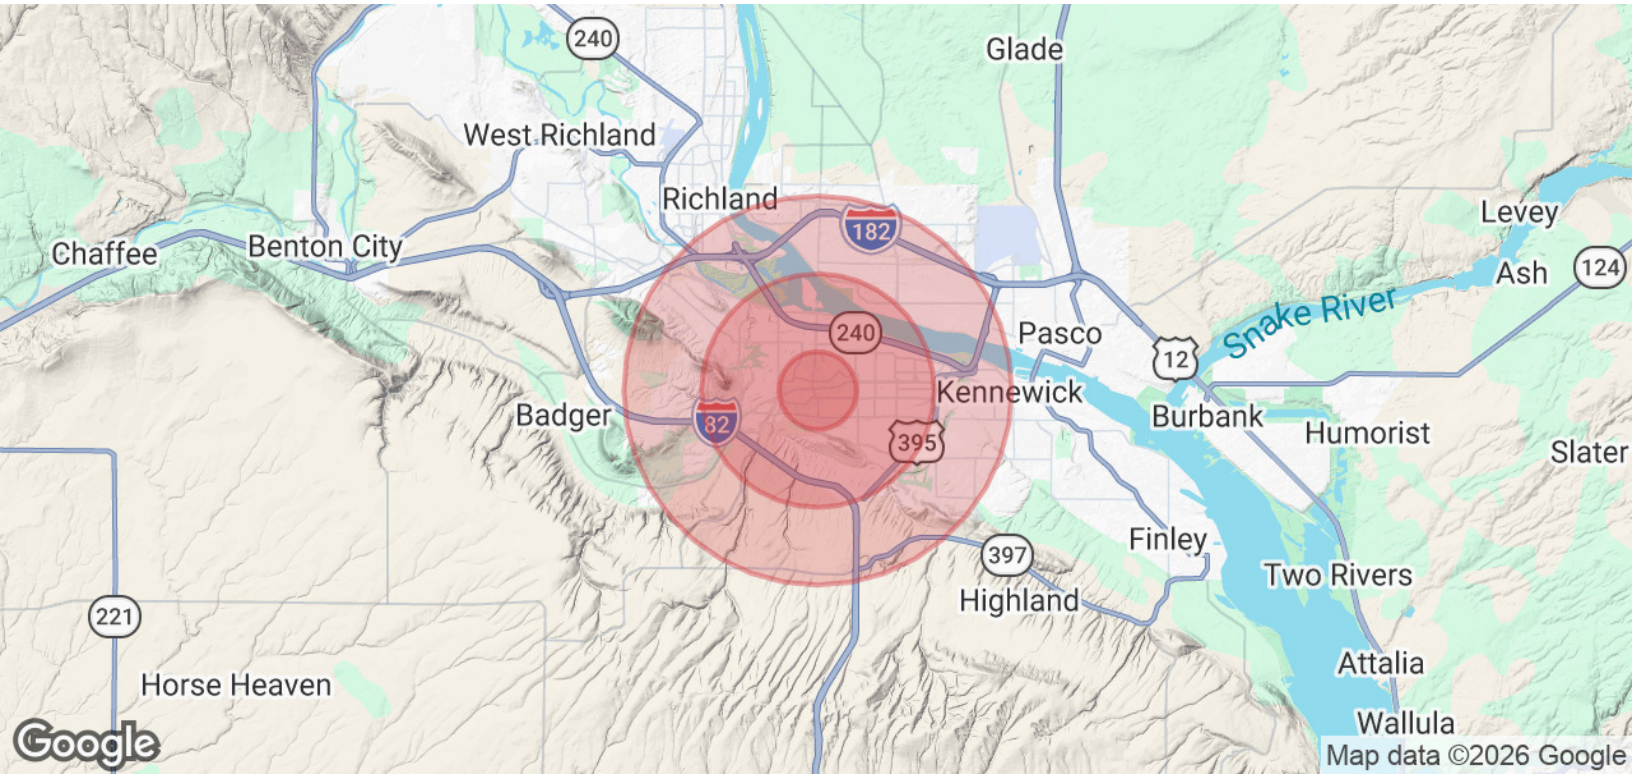 240
Glade
West Richland
Richland
Levey
182
Chaffee
Benton City
124
Ash
Snake River
240
Pasco
12
Kennewick
Badger
82
Burbank
395
Humorist
Slater
Finley
397
Two Rivers
Highland
221
Attalia
Horse Heaven
Wallula
Google
Map data ©2026 Google